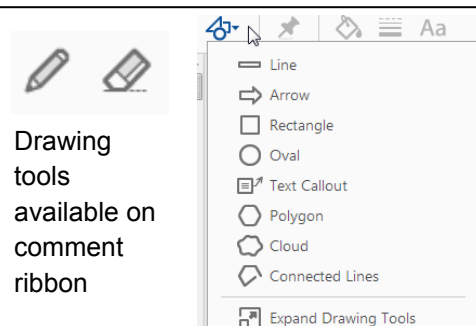 Drawing
tools
available on
comment
ribbon
Aa
Line
Arrow
Rectangle
Oval
Text Callout
Polygon
Cloud
Connected Lines
Expand Drawing Tools